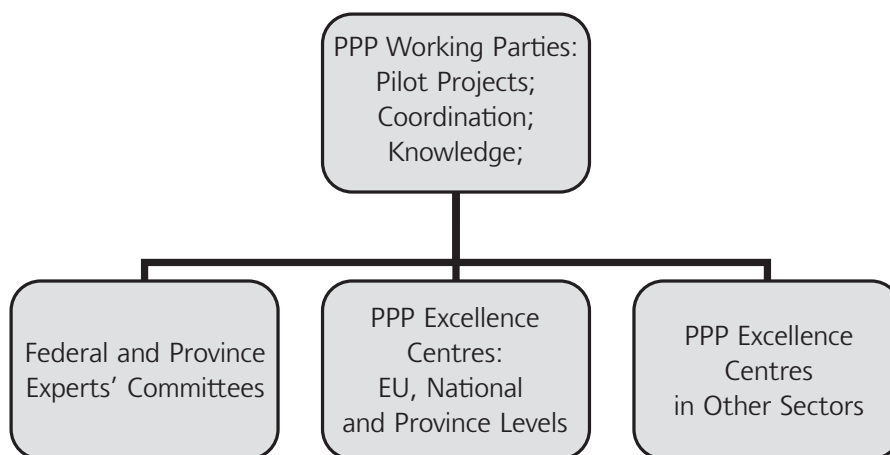 PPP Working Parties:
Pilot Projects;
Coordination;
Knowledge;
Federal and Province
Experts’ Committees
PPP Excellence
Centres:
EU, National
and Province Levels
PPP Excellence
Centres
in Other Sectors